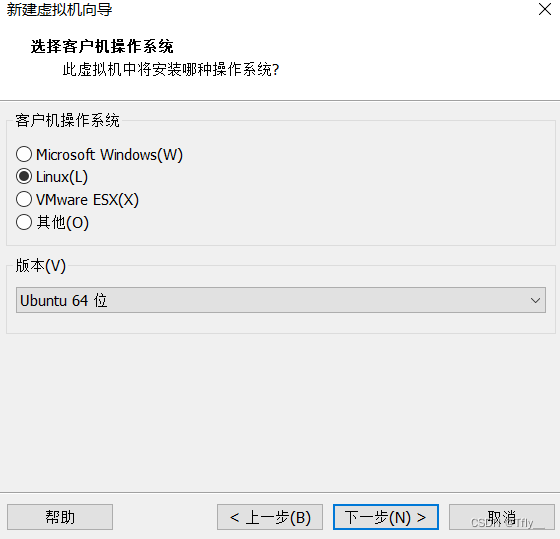 新建虚拟机向导
选择客户机操作系统
此虚拟机中将安装哪种操作系统?
客户机操作系统
Microsoft Windows(W)
Linux(L)
VMware ESX(X)
其他(O)
版本(V)
Ubuntu 64 位
帮助
< 上一步(B)
下一步(N) >
取消
CSDN @Tfly__